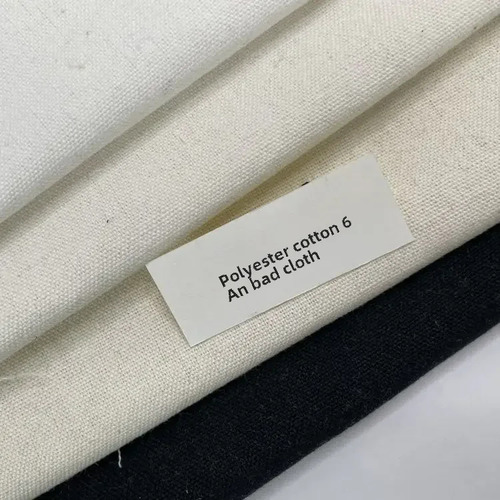 Polyester cotton 6
An bad cloth